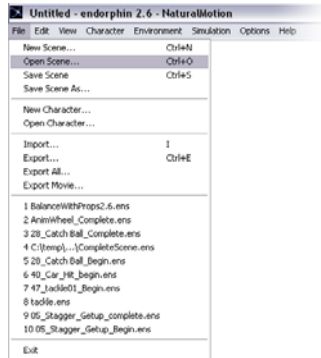 Untitled - endorphin 2.6 - NaturalMotion
File Edit View Character Environment Simulation Options Help
New Scene... Ctrl+N
Open Scene... Ctrl+O
Save Scene Ctrl+S
Save Scene As...
New Character...
Open Character...
Import... I
Export... Ctrl+E
Export All...
Export Movie...
1 BalanceWithProps2.6.ens
2 AnimWheel_Complete.ens
3 28_Catch Ball_Complete.ens
4 C:\temp\...\CompleteScene.ens
5 28_Catch Ball_Begin.ens
6 40_Car_Hit_begin.ens
7 47_tackle01_Begin.ens
8 tackle.ens
9 05_Stagger_Getup_complete.ens
10 05_Stagger_Getup_Begin.ens
Exit